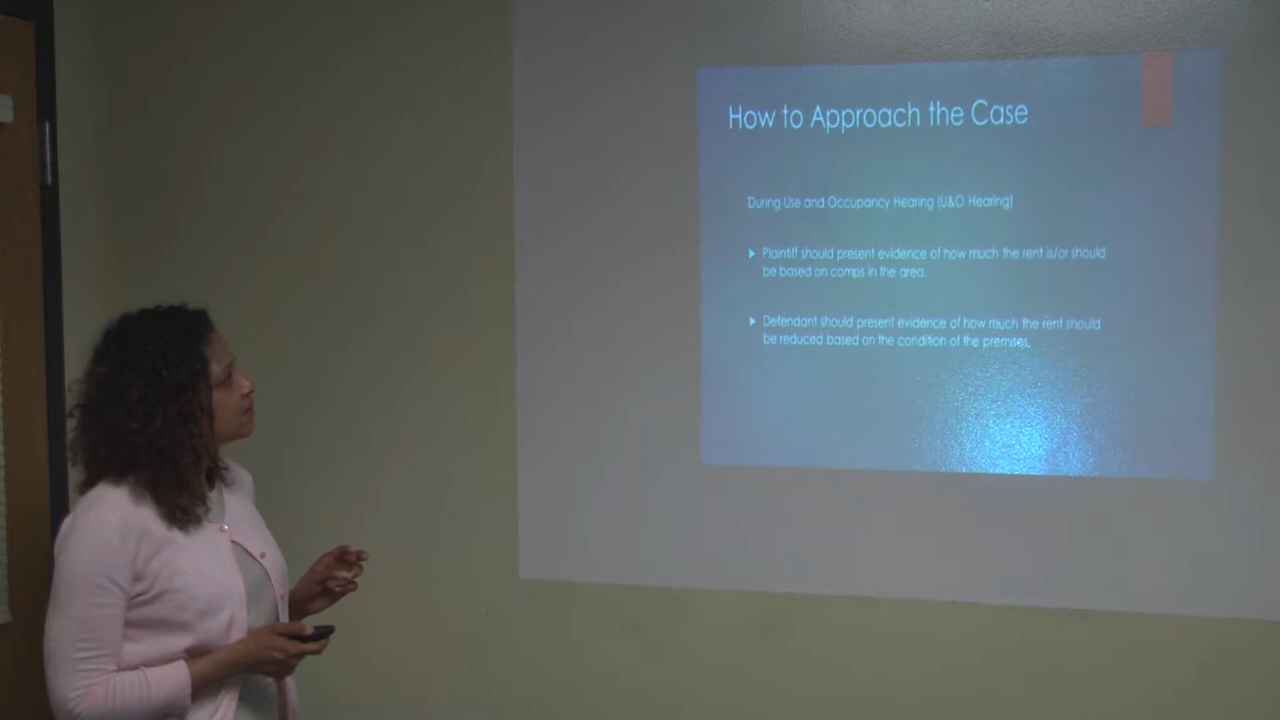 How to Approach the Case
During Use and Occupancy Hearing (U&O Hearing)
Plaintiff should present evidence of how much the rent is/or should
be based on comps in the area.
Defendant should present evidence of how much the rent should
be reduced based on the condition of the premises.